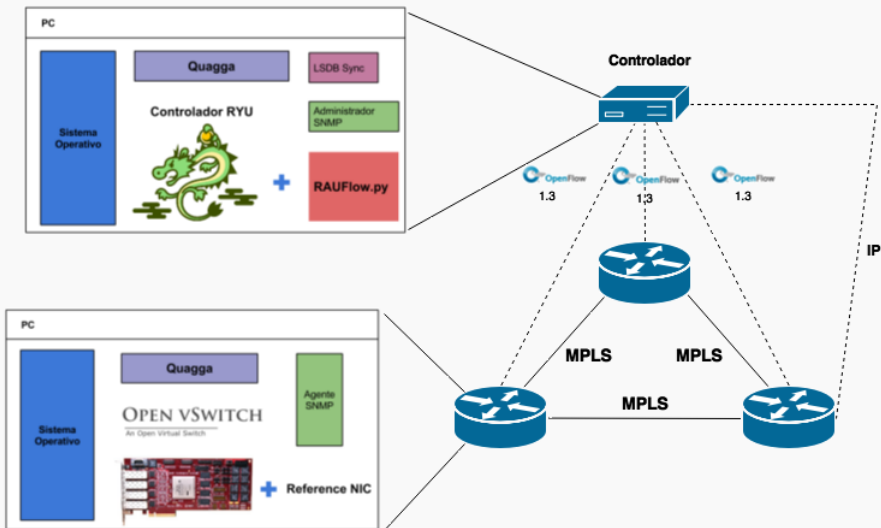 PC
Quagga
LSDB Sync
Sistema
Operativo
Controlador RYU
Administrador
SNMP
RAUFlow.py
Controlador
OpenFlow
1.3
OpenFlow
1.3
OpenFlow
1.3
IP
MPLS
MPLS
MPLS
PC
Quagga
Sistema
Operativo
Agente
SNMP
OPEN VSWITCH
An Open Virtual Switch
Reference NIC